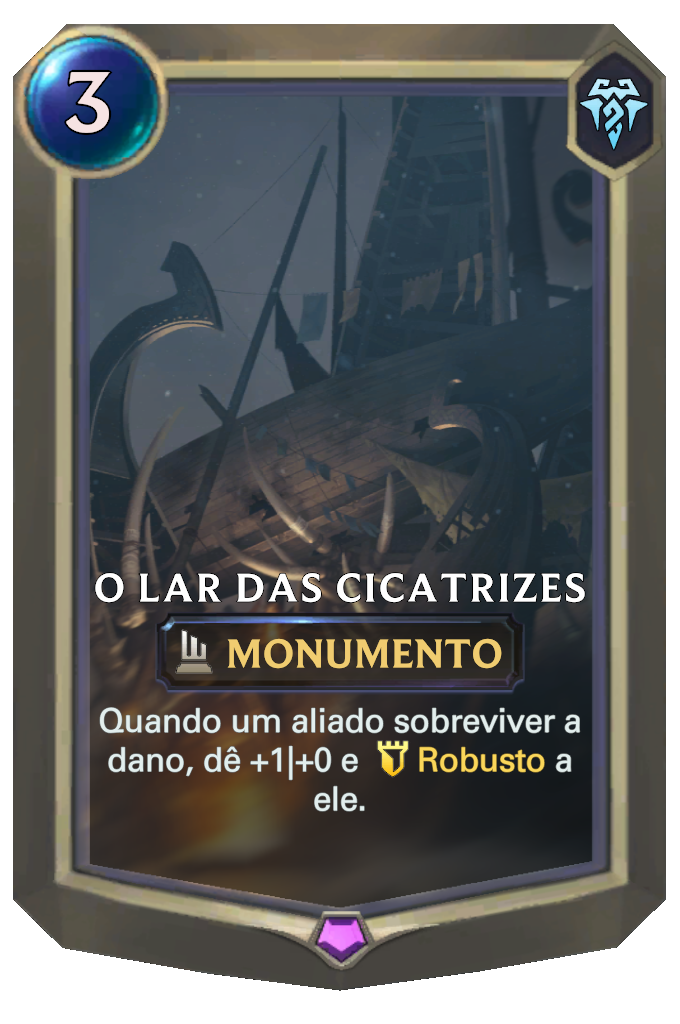 3
O LAR DAS CICATRIZES
MONUMENTO
Quando um aliado sobreviver a
dano, dê +1|+0 e Robusto a
ele.